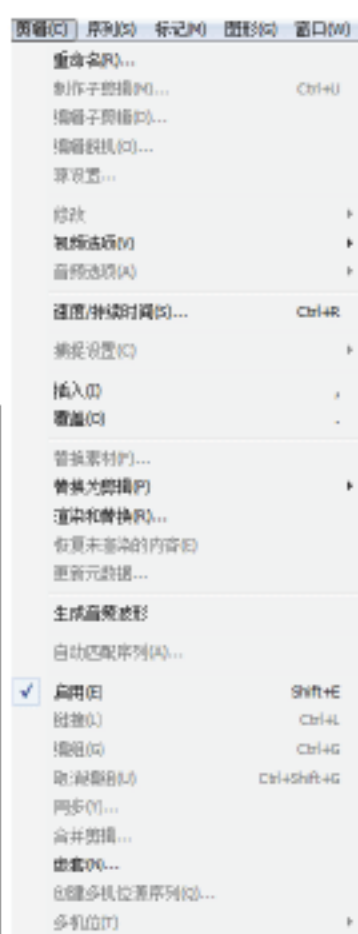 剪辑(C) 序列(S) 标记(M) 图形(G) 窗口(W)
重命名(R)...
制作子剪辑(M)... Ctrl+U
编辑子剪辑(D)...
编辑脱机(O)...
源设置...
修改
视频选项(V)
音频选项(A)
速度/持续时间(S)... Ctrl+R
捕捉设置(C)
插入(I) ,
覆盖(O) .
替换素材(F)...
替换为剪辑(P)
渲染和替换(R)...
恢复未渲染的内容(E)
更新元数据...
生成音频波形
自动匹配序列(A)...
启用(E) Shift+E
链接(L) Ctrl+L
编组(G) Ctrl+G
取消编组(U) Ctrl+Shift+G
同步(Y)...
合并剪辑...
嵌套(N)...
创建多机位源序列(Q)...
多机位(T)